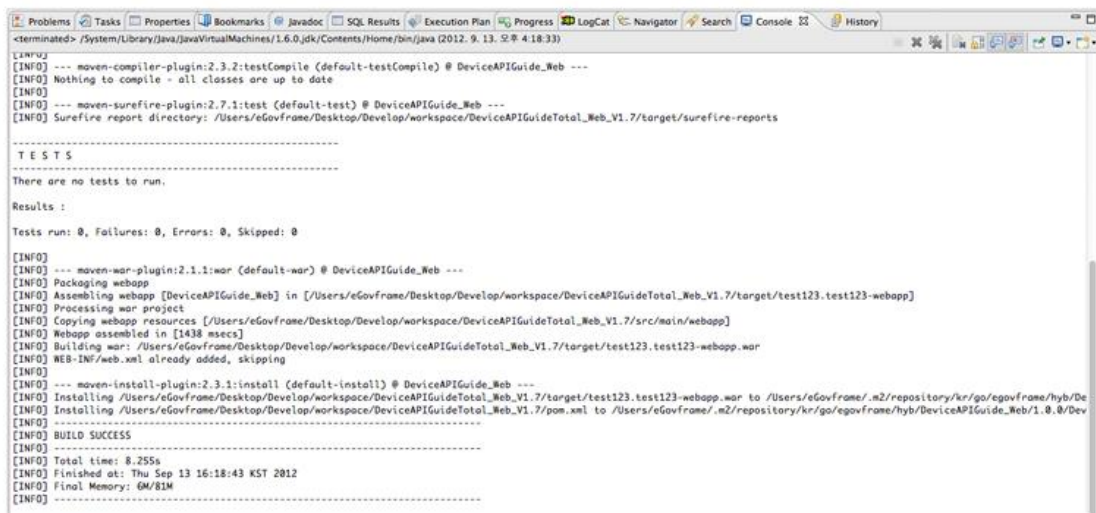 Problems Tasks Properties Bookmarks @ Javadoc SQL Results Execution Plan Progress LogCat Navigator Search Console History
<terminated> /System/Library/Java/JavaVirtualMachines/1.6.0.jdk/Contents/Home/bin/java (2012. 9. 13. 오후 4:18:33)
[INFO]
[INFO] --- maven-compiler-plugin:2.3.2:testCompile (default-testCompile) @ DeviceAPIGuide_Web ---
[INFO] Nothing to compile - all classes are up to date
[INFO]
[INFO] --- maven-surefire-plugin:2.7.1:test (default-test) @ DeviceAPIGuide_Web ---
[INFO] Surefire report directory: /Users/eGovframe/Desktop/Develop/workspace/DeviceAPIGuideTotal_Web_V1.7/target/surefire-reports
-------------------------------------------------------
T E S T S
-------------------------------------------------------
There are no tests to run.
Results :
Tests run: 0, Failures: 0, Errors: 0, Skipped: 0
[INFO]
[INFO] --- maven-war-plugin:2.1.1:war (default-war) @ DeviceAPIGuide_Web ---
[INFO] Packaging webapp
[INFO] Assembling webapp [DeviceAPIGuide_Web] in [/Users/eGovframe/Desktop/Develop/workspace/DeviceAPIGuideTotal_Web_V1.7/target/test123.test123-webapp]
[INFO] Processing war project
[INFO] Copying webapp resources [/Users/eGovframe/Desktop/Develop/workspace/DeviceAPIGuideTotal_Web_V1.7/src/main/webapp]
[INFO] Webapp assembled in [1438 msecs]
[INFO] Building war: /Users/eGovframe/Desktop/Develop/workspace/DeviceAPIGuideTotal_Web_V1.7/target/test123.test123-webapp.war
[INFO] WEB-INF/web.xml already added, skipping
[INFO]
[INFO] --- maven-install-plugin:2.3.1:install (default-install) @ DeviceAPIGuide_Web ---
[INFO] Installing /Users/eGovframe/Desktop/Develop/workspace/DeviceAPIGuideTotal_Web_V1.7/target/test123.test123-webapp.war to /Users/eGovframe/.m2/repository/kr/go/egovframe/hyb/De
[INFO] Installing /Users/eGovframe/Desktop/Develop/workspace/DeviceAPIGuideTotal_Web_V1.7/pom.xml to /Users/eGovframe/.m2/repository/kr/go/egovframe/hyb/DeviceAPIGuide_Web/1.0.0/Dev
[INFO] ------------------------------------------------------------------------
[INFO] BUILD SUCCESS
[INFO] ------------------------------------------------------------------------
[INFO] Total time: 8.255s
[INFO] Finished at: Thu Sep 13 16:18:43 KST 2012
[INFO] Final Memory: 6M/81M
[INFO] ------------------------------------------------------------------------